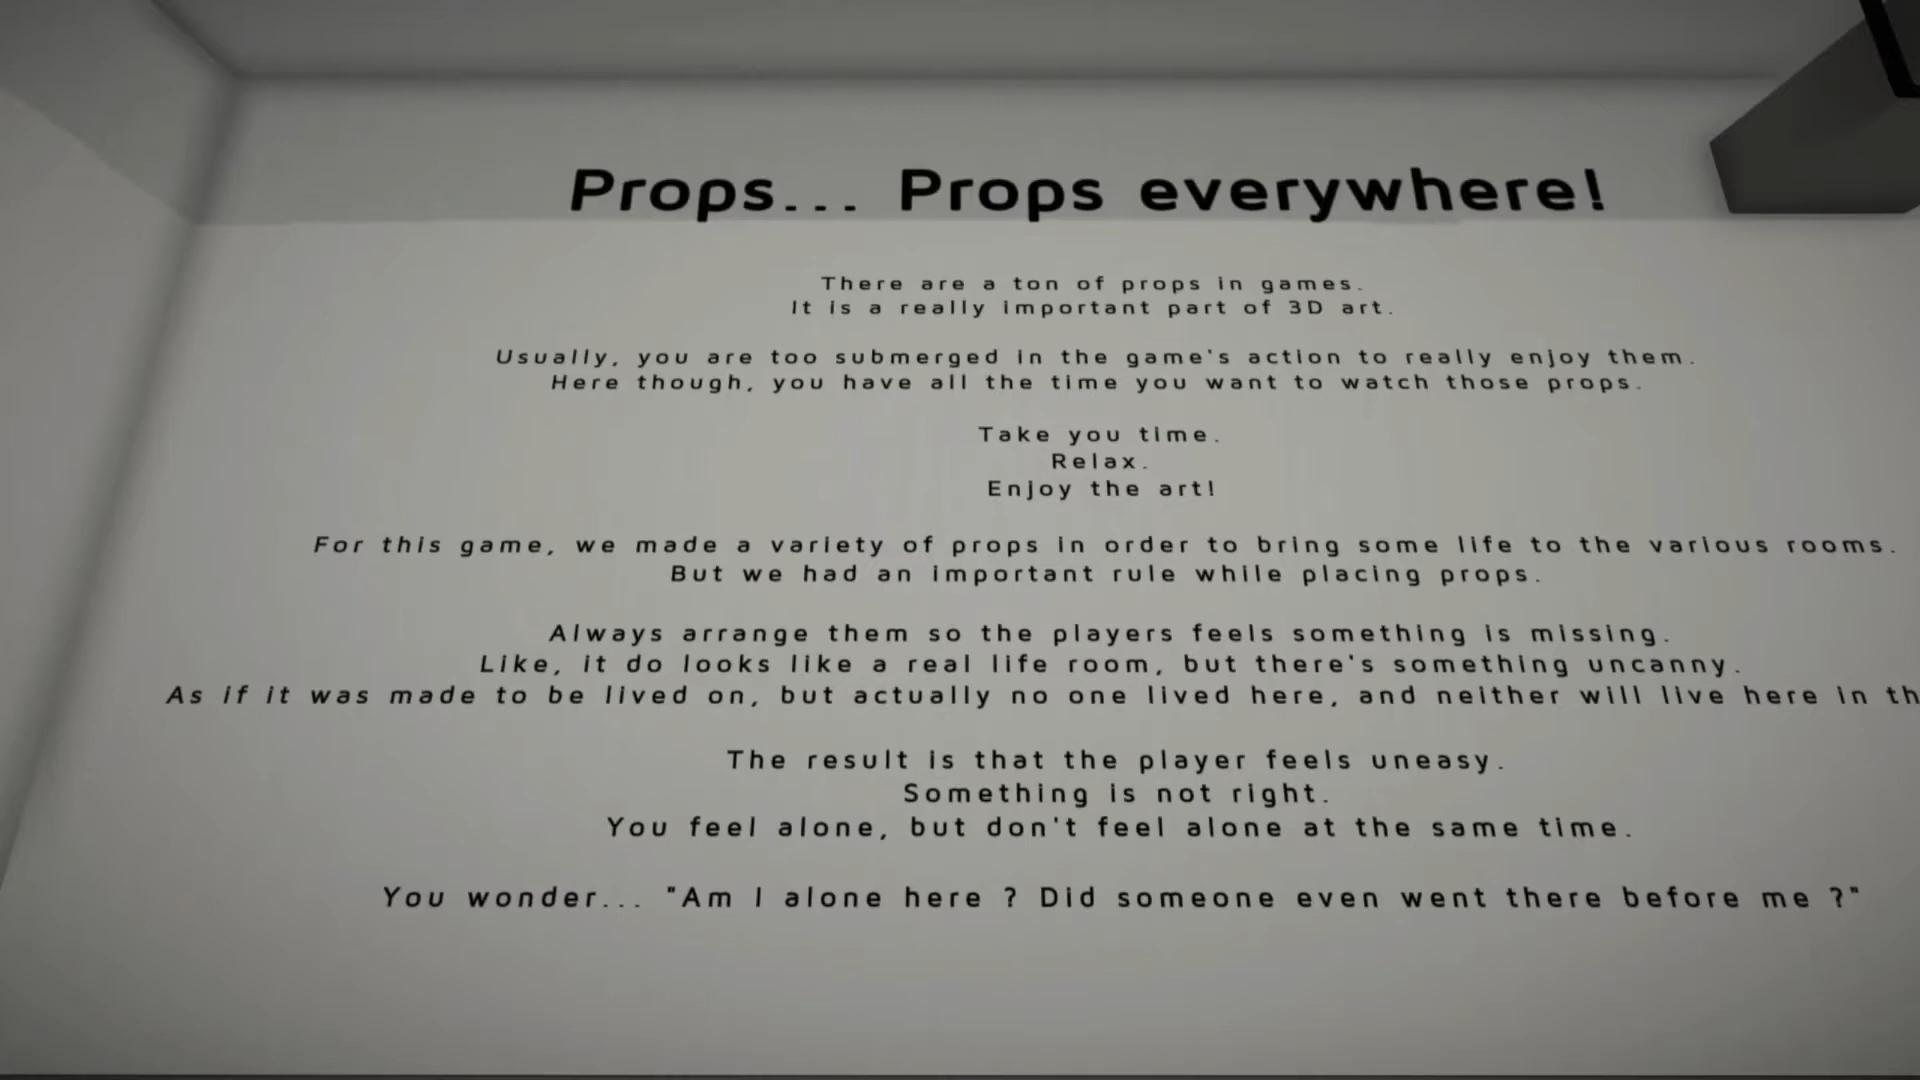 Props... Props everywhere!
There are a ton of props in games.
It is a really important part of 3D art.
Usually, you are too submerged in the game's action to really enjoy them.
Here though, you have all the time you want to watch those props.
Take you time.
Relax.
Enjoy the art!
For this game, we made a variety of props in order to bring some life to the various rooms.
But we had an important rule while placing props.
Always arrange them so the players feels something is missing.
Like, it do looks like a real life room, but there's something uncanny.
As if it was made to be lived on, but actually no one lived here, and neither will live here in
The result is that the player feels uneasy.
Something is not right.
You feel alone, but don't feel alone at the same time.
You wonder... "Am I alone here ? Did someone even went there before me ?"